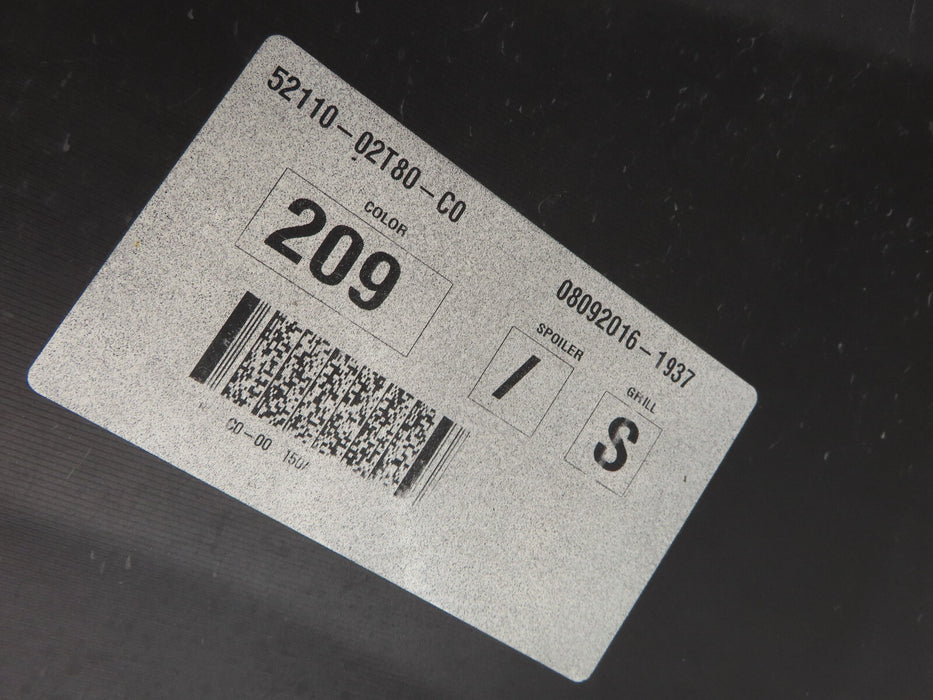 52110-02T80-C0
COLOR
209
08092016-1937
SPOILER
/
GRILL
S
C0-00